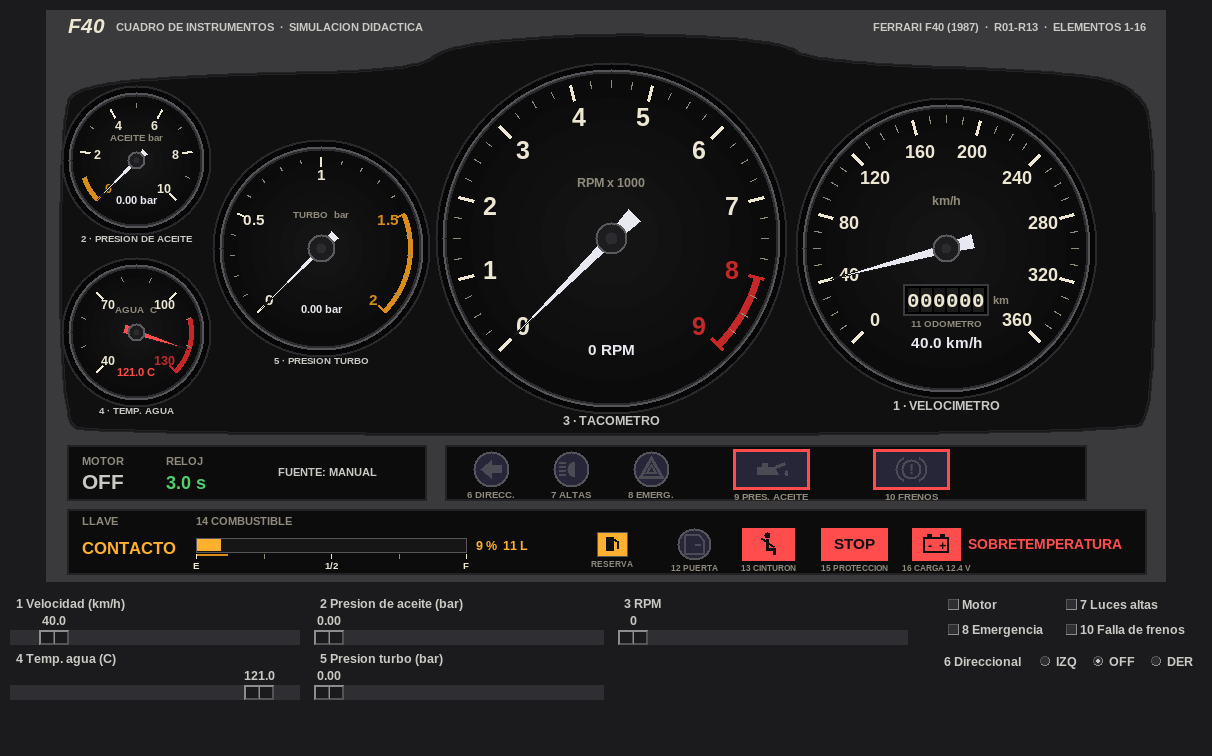 F40 CUADRO DE INSTRUMENTOS · SIMULACION DIDACTICA
FERRARI F40 (1987) · R01-R13 · ELEMENTOS 1-16
0 2 4 6 8 10
ACEITE bar
0.00 bar
2 · PRESION DE ACEITE
40 70 100 130
AGUA C
121.0 C
4 · TEMP. AGUA
0 0.5 1 1.5 2
TURBO bar
0.00 bar
5 · PRESION TURBO
0 1 2 3 4 5 6 7 8 9
RPM x 1000
0 RPM
3 · TACOMETRO
0 40 80 120 160 200 240 280 320 360
km/h
000000 km
11 ODOMETRO
40.0 km/h
1 · VELOCIMETRO
MOTOR RELOJ
OFF 3.0 s FUENTE: MANUAL
6 DIRECC. 7 ALTAS 8 EMERG. 9 PRES. ACEITE 10 FRENOS
LLAVE 14 COMBUSTIBLE
CONTACTO 9 % 11 L
E 1/2 F
RESERVA 12 PUERTA 13 CINTURON
STOP
15 PROTECCION
- +
16 CARGA 12.4 V
SOBRETEMPERATURA
1 Velocidad (km/h)
40.0
2 Presion de aceite (bar)
0.00
3 RPM
0
4 Temp. agua (C)
121.0
5 Presion turbo (bar)
0.00
Motor 7 Luces altas
8 Emergencia 10 Falla de frenos
6 Direccional IZQ OFF DER